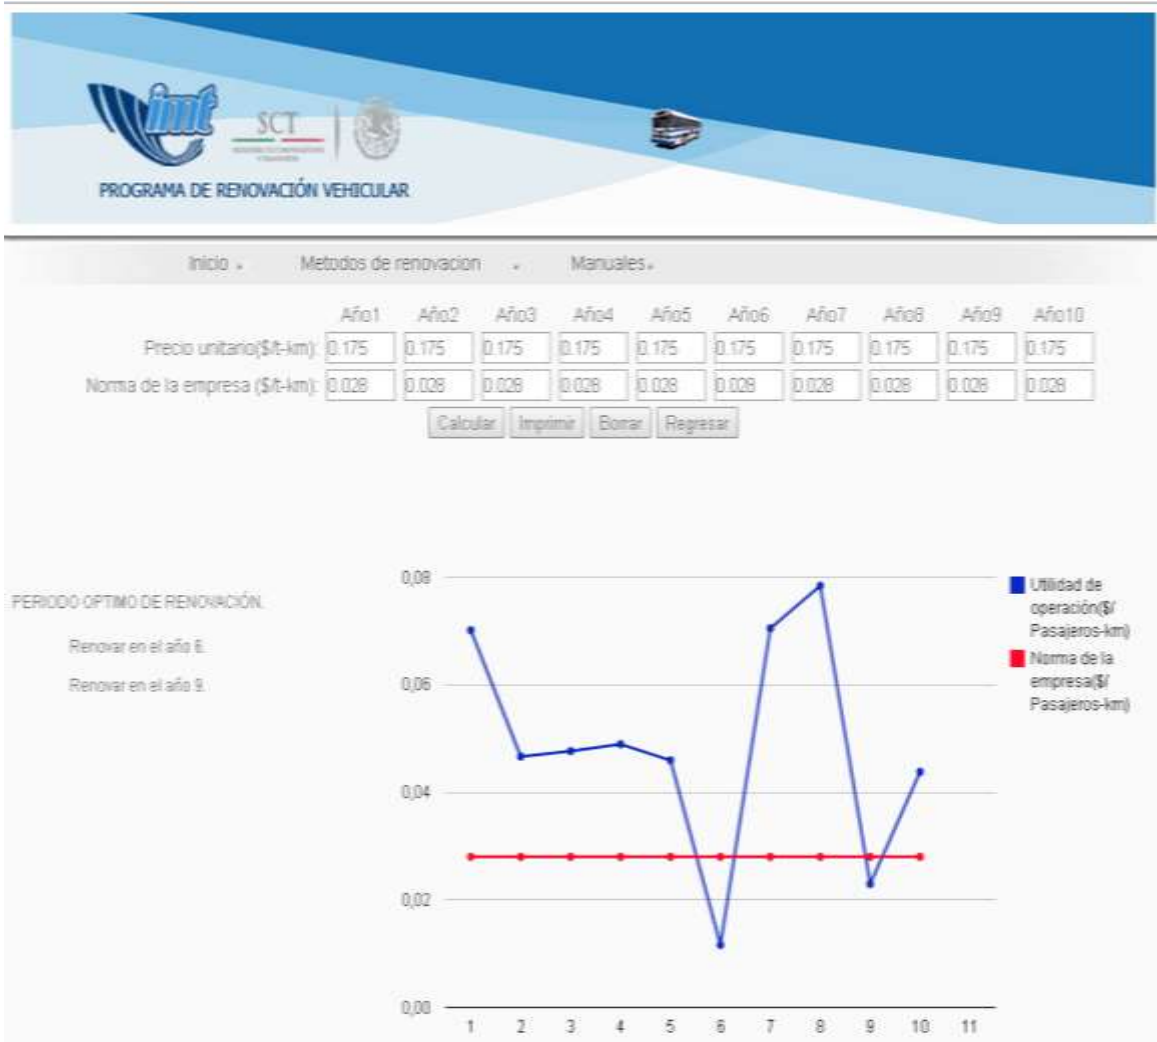 imt
SCT
PROGRAMA DE RENOVACIÓN VEHICULAR
Inicio Metodos de renovacion Manuales
Año1 Año2 Año3 Año4 Año5 Año6 Año7 Año8 Año9 Año10
Precio unitario($/t-km): 0.175 0.175 0.175 0.175 0.175 0.175 0.175 0.175 0.175 0.175
Norma de la empresa ($/t-km): 0.028 0.028 0.028 0.028 0.028 0.028 0.028 0.028 0.028 0.028
Calcular Imprimir Borrar Regresar
PERIODO OPTIMO DE RENOVACIÓN.
Renovar en el año 6.
Renovar en el año 9.
0,08
0,06
0,04
0,02
0,00
1 2 3 4 5 6 7 8 9 10 11
Utilidad de
operación($/
Pasajeros-km)
Norma de la
empresa($/
Pasajeros-km)